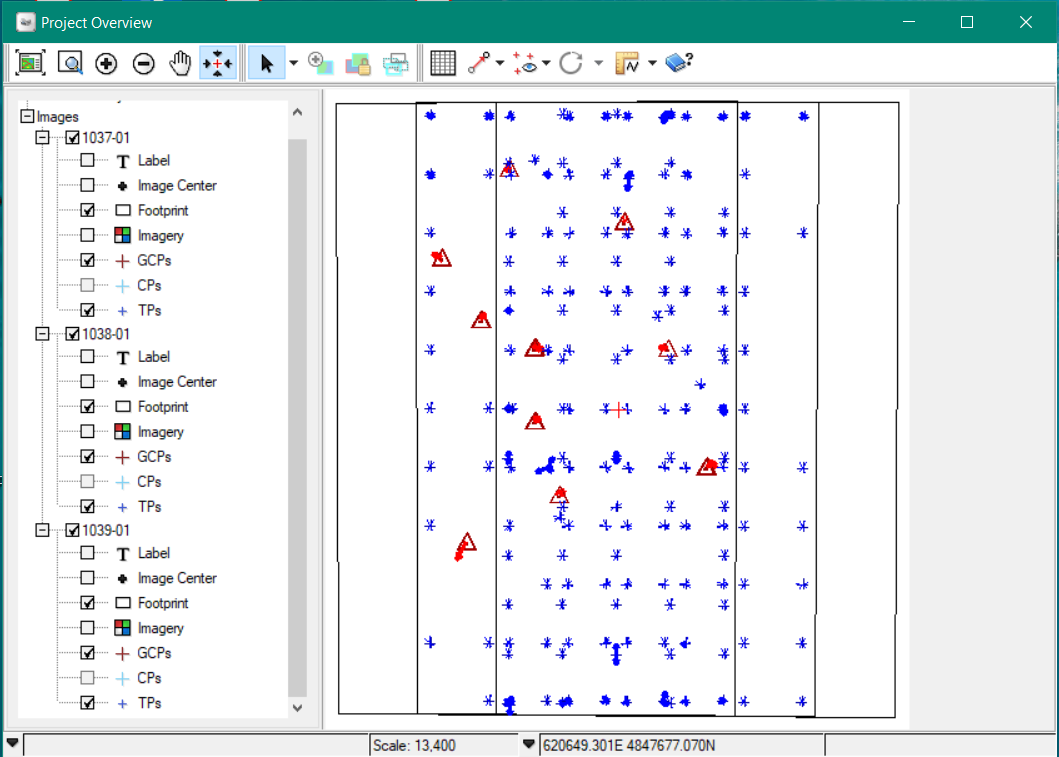 Project Overview
Images
1037-01
T Label
Image Center
Footprint
Imagery
GCPs
CPs
TPs
1038-01
T Label
Image Center
Footprint
Imagery
GCPs
CPs
TPs
1039-01
T Label
Image Center
Footprint
Imagery
GCPs
CPs
TPs
Scale: 13,400
620649.301E 4847677.070N